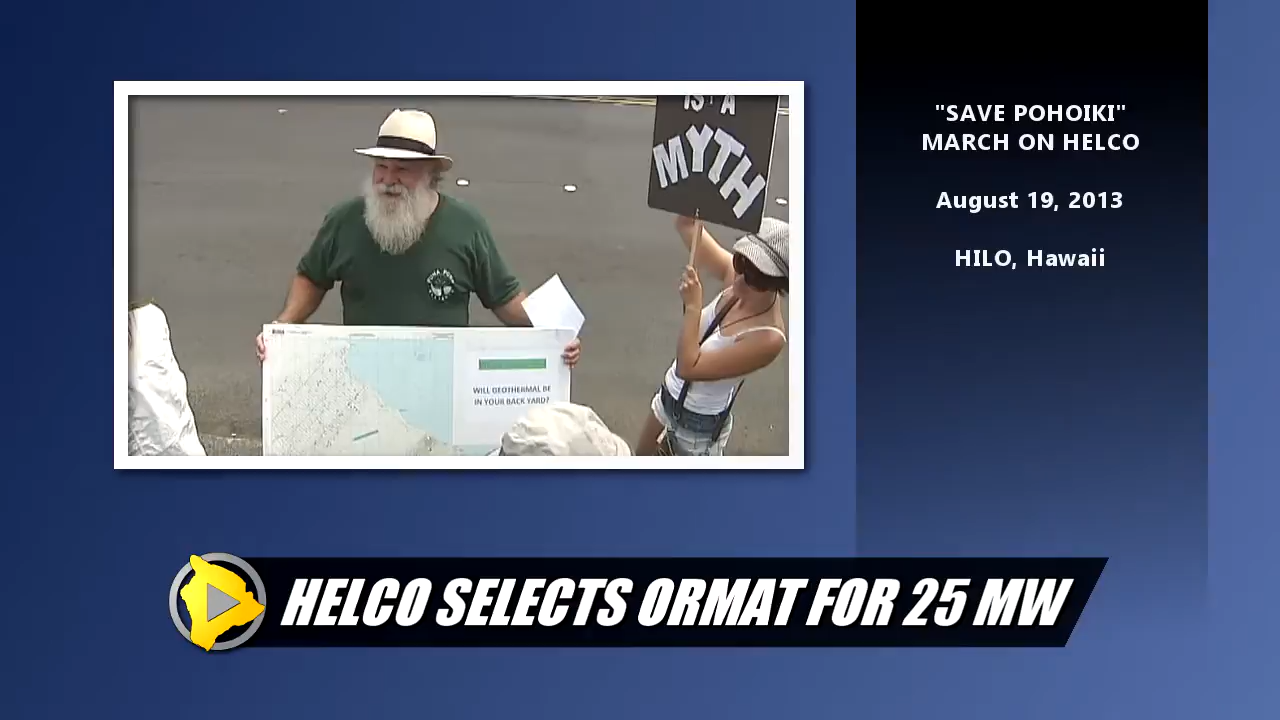 IS A
MYTH
WILL GEOTHERMAL BE
IN YOUR BACK YARD?
"SAVE POHOIKI"
MARCH ON HELCO
August 19, 2013
HILO, Hawaii
HELCO SELECTS ORMAT FOR 25 MW